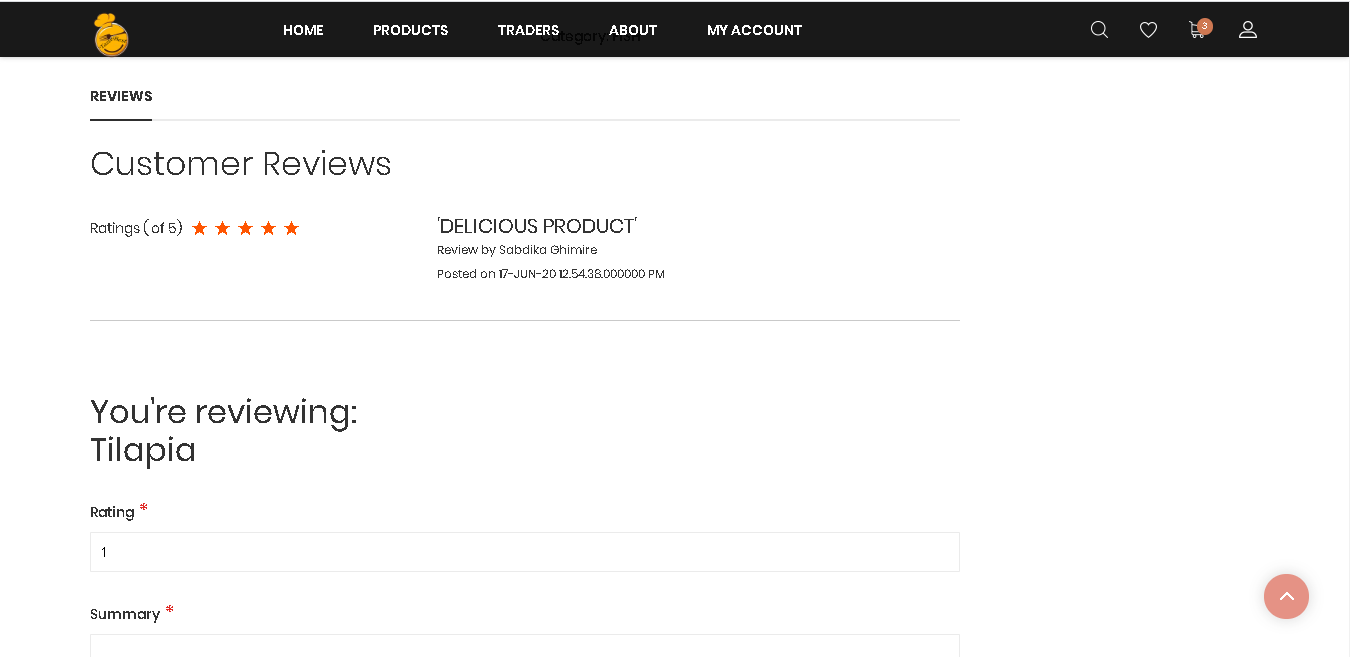 HOME PRODUCTS TRADERS ABOUT MY ACCOUNT 3
Category: FISH
REVIEWS
Customer Reviews
Ratings ( of 5)
'DELICIOUS PRODUCT'
Review by Sabdika Ghimire
Posted on 17-JUN-20 12.54.38.000000 PM
You're reviewing:
Tilapia
Rating *
1
Summary *